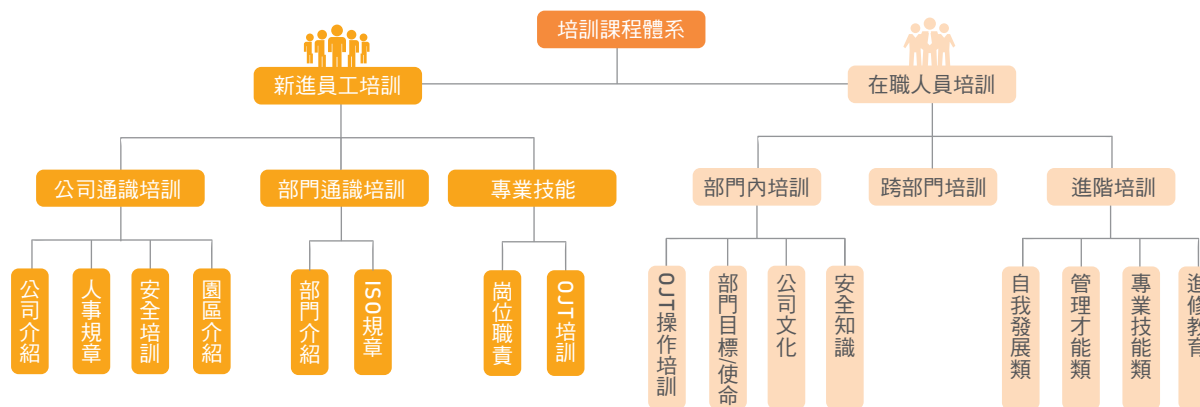 培訓課程體系
新進員工培訓
在職人員培訓
公司通識培訓
部門通識培訓
專業技能
部門內培訓
跨部門培訓
進階培訓
公司介紹
人事規章
安全培訓
園區介紹
部門介紹
ISO規章
崗位職責
OJT培訓
OJT操作培訓
部門目標/使命
公司文化
安全知識
自我發展類
管理才能類
專業技能類
進修教育